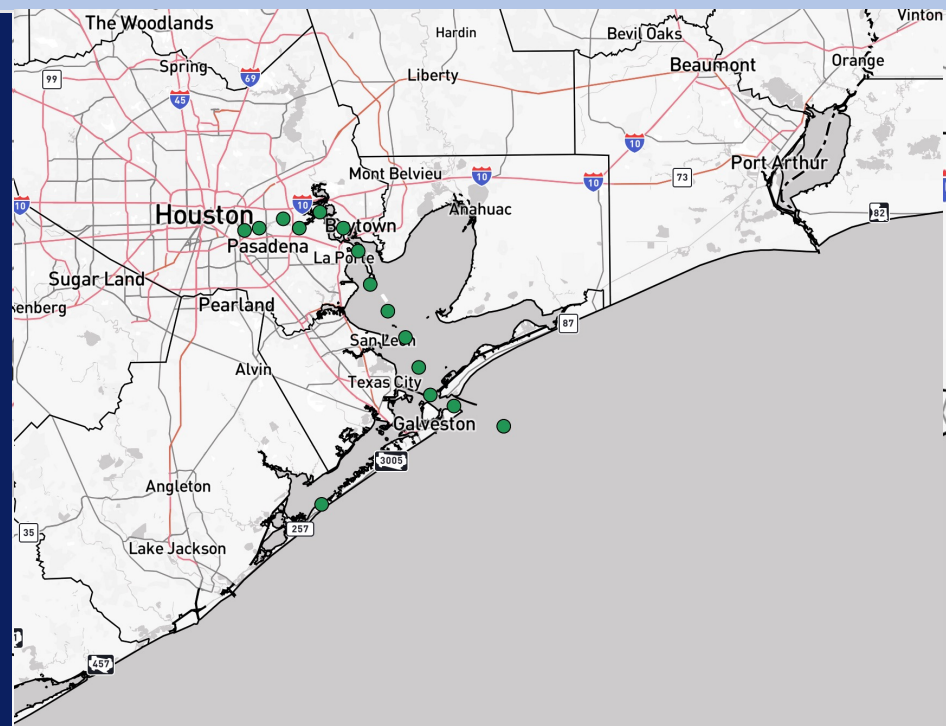 The Woodlands
Hardin
Bevil Oaks
Vinton
Spring
69
Liberty
Beaumont
Orange
99
45
10
Port Arthur
Mont Belvieu
10
10
73
10
10
Houston
Anahuac
82
Baytown
Pasadena
La Porte
Sugar Land
Pearland
87
San Leon
Alvin
Texas City
Galveston
3005
Angleton
257
35
Lake Jackson
457